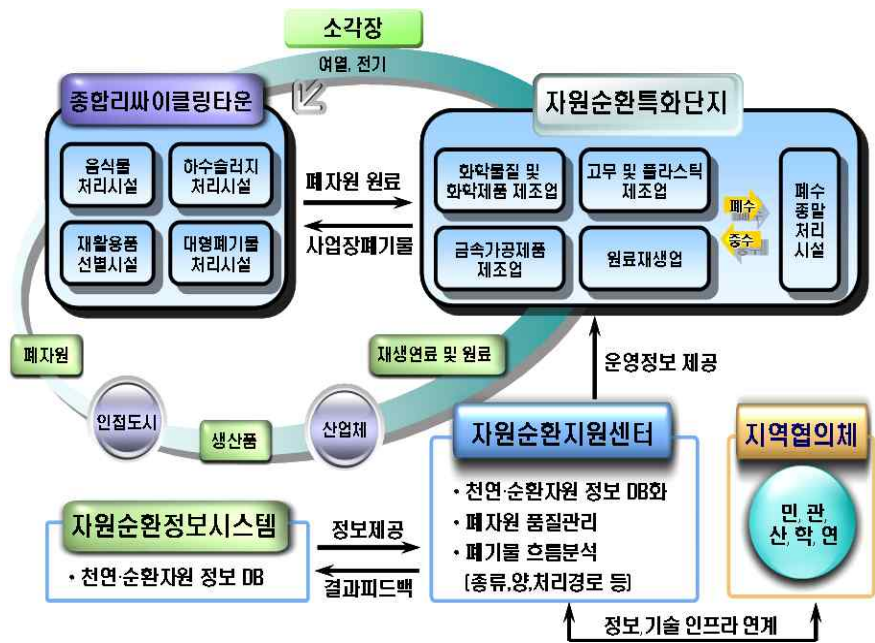 소각장
여열, 전기
종합리싸이클링타운
음식물
처리시설
하수슬러지
처리시설
재활용품
선별시설
대형폐기물
처리시설
폐자원 원료
사업장폐기물
자원순환특화단지
화학물질 및
화학제품 제조업
고무 및 플라스틱
제조업
금속가공제품
제조업
원료재생업
폐수
중수
폐수
종말
처리
시설
폐자원
인접도시
생산품
산업체
재생연료 및 원료
운영정보 제공
자원순환지원센터
· 천연·순환자원 정보 DB화
· 폐자원 품질관리
· 폐기물 흐름분석
(종류,양,처리경로 등)
지역협의체
민, 관,
산, 학, 연
자원순환정보시스템
· 천연·순환자원 정보 DB
정보제공
결과피드백
정보,기술 인프라 연계